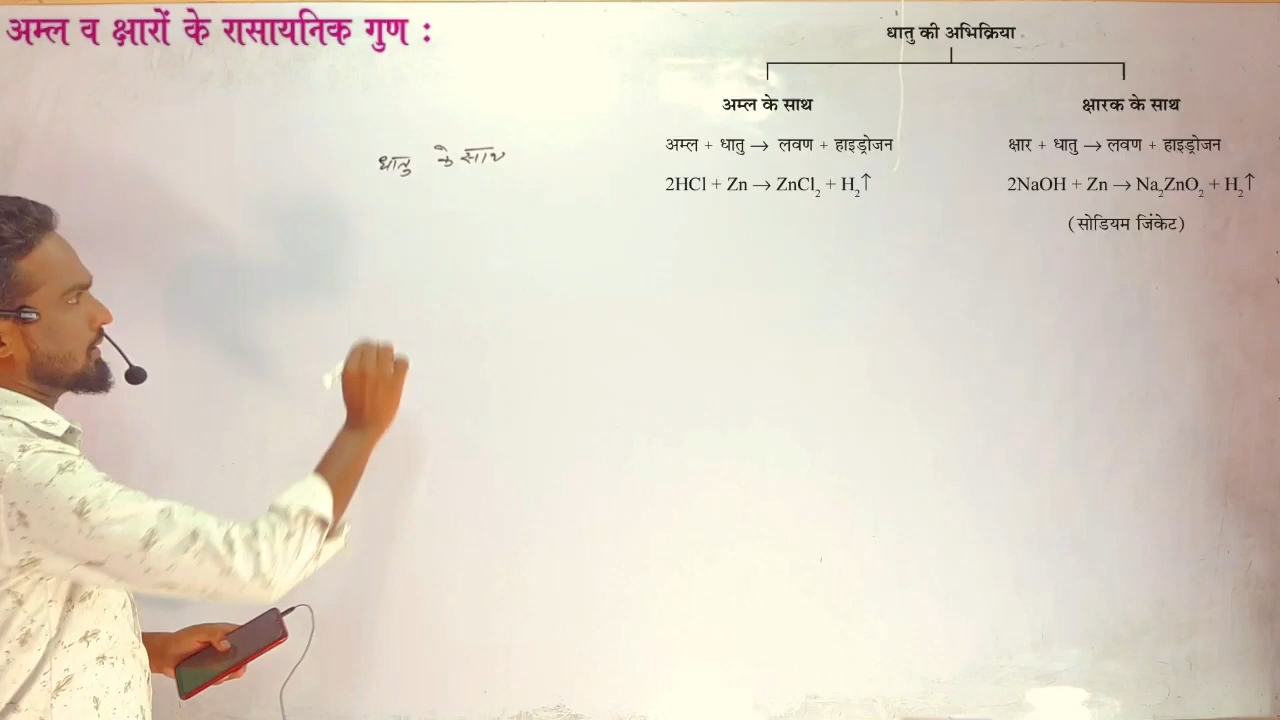 अम्ल व क्षारों के रासायनिक गुण :
धातु के साथ
धातु की अभिक्रिया
अम्ल के साथ
अम्ल + धातु → लवण + हाइड्रोजन
2HCl + Zn → ZnCl₂ + H₂↑
क्षारक के साथ
क्षार + धातु → लवण + हाइड्रोजन
2NaOH + Zn → Na₂ZnO₂ + H₂↑
(सोडियम जिंकेट)